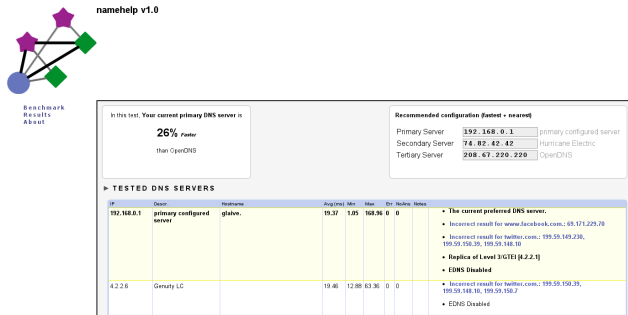 namehelp v1.0
Benchmark
Results
About
In this test, Your current primary DNS server is
26% Faster
than OpenDNS
Recommended configuration (fastest + nearest)
Primary Server 192.168.0.1 primary configured server
Secondary Server 74.82.42.42 Hurricane Electric
Tertiary Server 208.67.220.220 OpenDNS
▶ TESTED DNS SERVERS
IP Descr. Hostname Avg (ms) Min Max Err NoAns Notes
192.168.0.1 primary configured server glaive. 19.37 1.05 168.96 0 0
• The current preferred DNS server.
• Incorrect result for www.facebook.com.: 69.171.229.70
• Incorrect result for twitter.com.: 199.59.149.230,
199.59.150.39, 199.59.148.10
• Replica of Level 3/GTEI [4.2.2.1]
• EDNS Disabled
4.2.2.6 Genuity LC 19.46 12.88 63.36 0 0
• Incorrect result for twitter.com.: 199.59.150.39,
199.59.148.10, 199.59.150.7
• EDNS Disabled